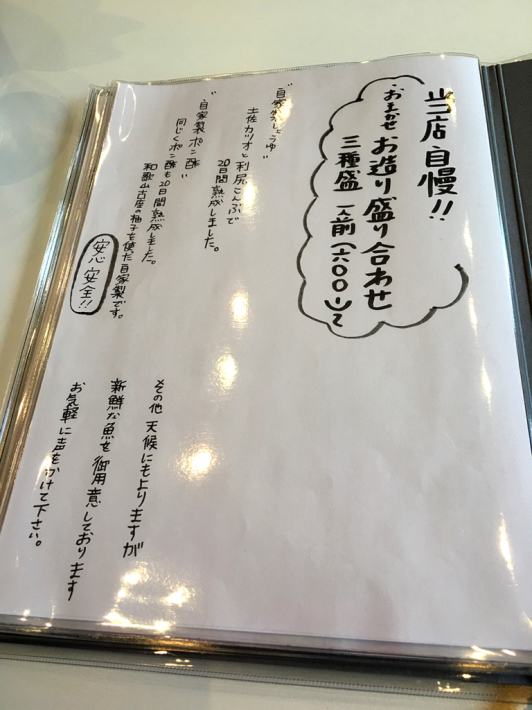 当店自慢!!
"おまかせ"お造り盛り合わせ
三種盛 一人前(六〇〇)
"自家製しょうゆ"
土佐カツオと利尻こんぶで
20日間熟成しました。
"自家製ポン酢"
同じくポン酢も20日間熟成しました。
和歌山古座の柚子を使った自家製です。
安心安全!!
その他天候にもよりますが
新鮮な魚を御用意しております
お気軽に声をかけて下さい。